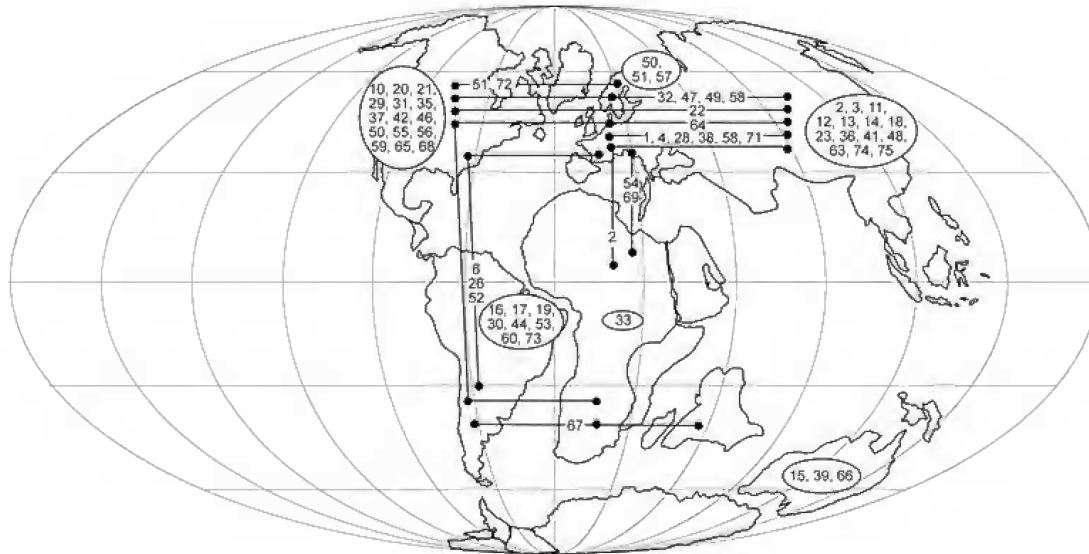 50,
51, 57
10, 20, 21,
29, 31, 35,
37, 42, 46,
50, 55, 56,
59, 65, 68
51, 72
32, 47, 49, 58
22
64
1, 4, 28, 38, 58, 71
2, 3, 11,
12, 13, 14, 18,
23, 36, 41, 48,
63, 74, 75
54
69
2
6
26
52
16, 17, 19,
30, 44, 53,
60, 73
33
67
15, 39, 66